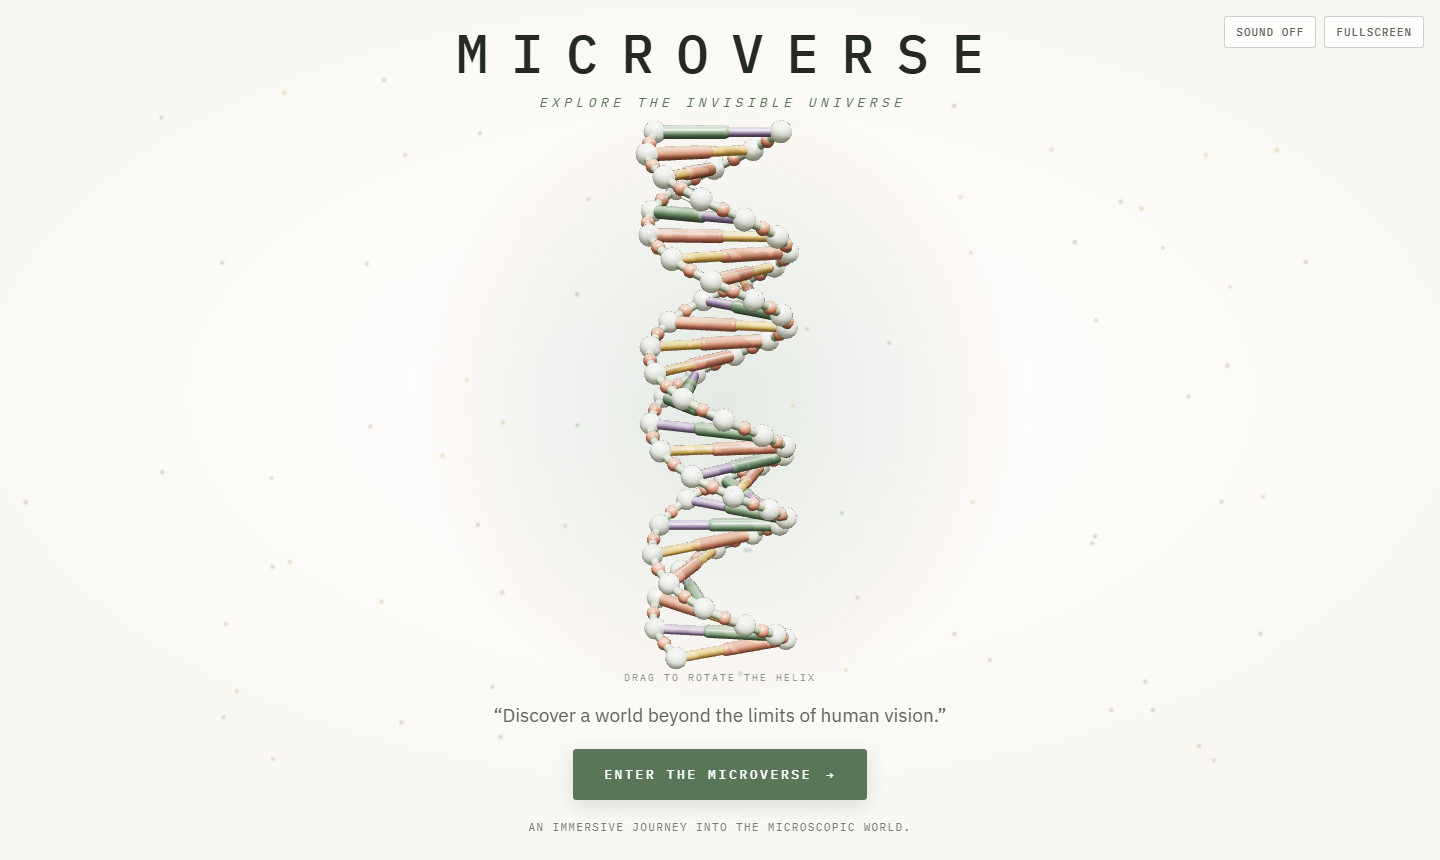 MICROVERSE
SOUND OFF
FULLSCREEN
EXPLORE THE INVISIBLE UNIVERSE
DRAG TO ROTATE THE HELIX
“Discover a world beyond the limits of human vision.”
ENTER THE MICROVERSE →
AN IMMERSIVE JOURNEY INTO THE MICROSCOPIC WORLD.